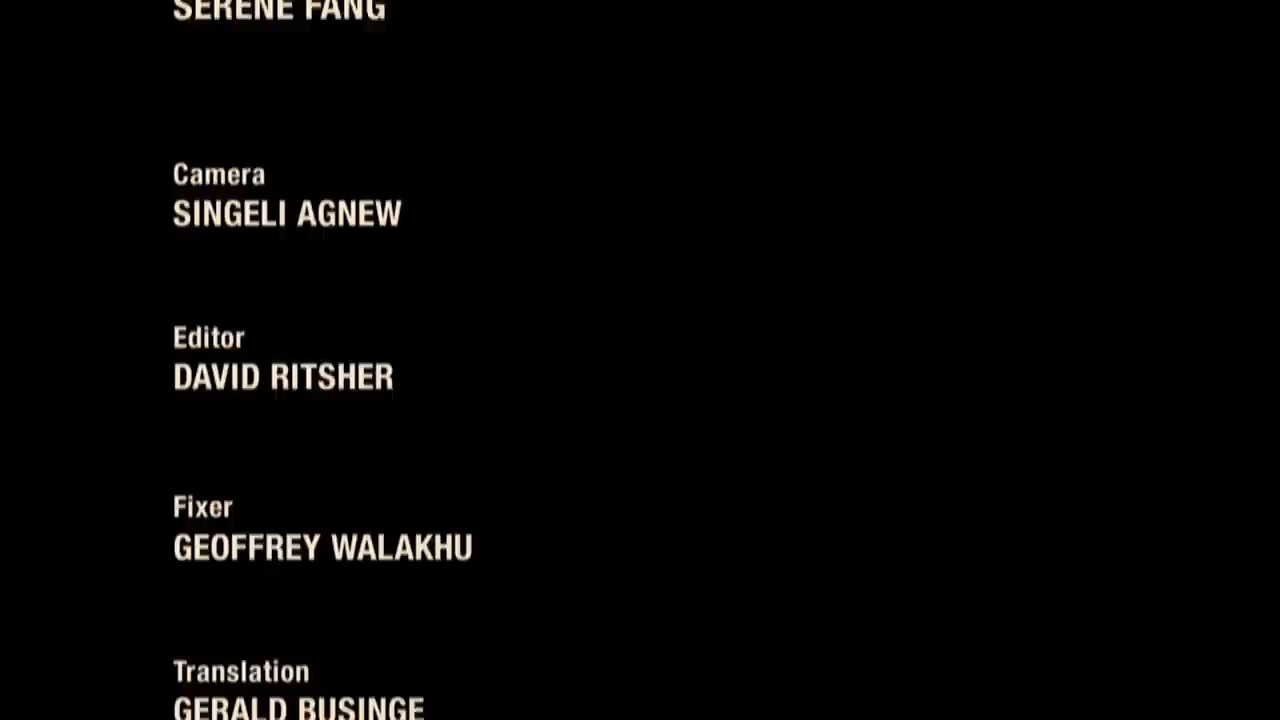 SERENE FANG
Camera
SINGELI AGNEW
Editor
DAVID RITSHER
Fixer
GEOFFREY WALAKHU
Translation
GERALD BUSINGE